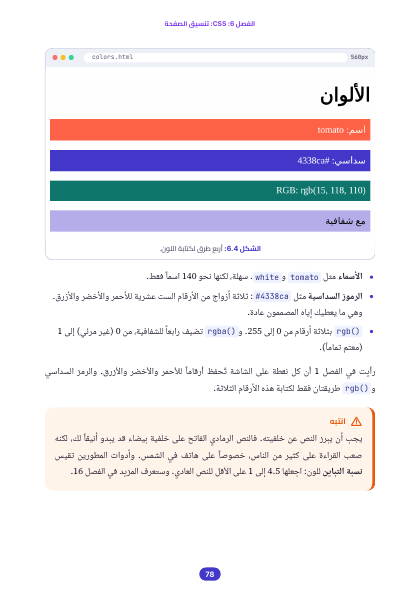 الفصل 6: CSS: تنسيق الصفحة
colors.html
560px
الألوان
اسم: tomato
سداسي: #4338ca
RGB: rgb(15, 118, 110)
مع شفافية
الشكل 6.4: أربع طرق لكتابة اللون.
الأسماء مثل tomato و white . سهلة، لكنها نحو 140 اسماً فقط.
الرموز السداسية مثل #4338ca : ثلاثة أزواج من الأرقام الست عشرية للأحمر والأخضر والأزرق.
وهي ما يعطيك إياه المصممون عادة.
rgb() بثلاثة أرقام من 0 إلى 255. و rgba() تضيف رابعاً للشفافية، من 0 (غير مرئي) إلى 1
(معتم تماماً).
رأيت في الفصل 1 أن كل نقطة على الشاشة تُحفظ أرقاماً للأحمر والأخضر والأزرق. والرمز السداسي
و rgb() طريقتان فقط لكتابة هذه الأرقام الثلاثة.
انتبه
يجب أن يبرز النص عن خلفيته. فالنص الرمادي الفاتح على خلفية بيضاء قد يبدو أنيقاً لك، لكنه
صعب القراءة على كثير من الناس، خصوصاً على هاتف في الشمس. وأدوات المطورين تقيس
نسبة التباين للون: اجعلها 4.5 إلى 1 على الأقل للنص العادي. وستعرف المزيد في الفصل 16.
78